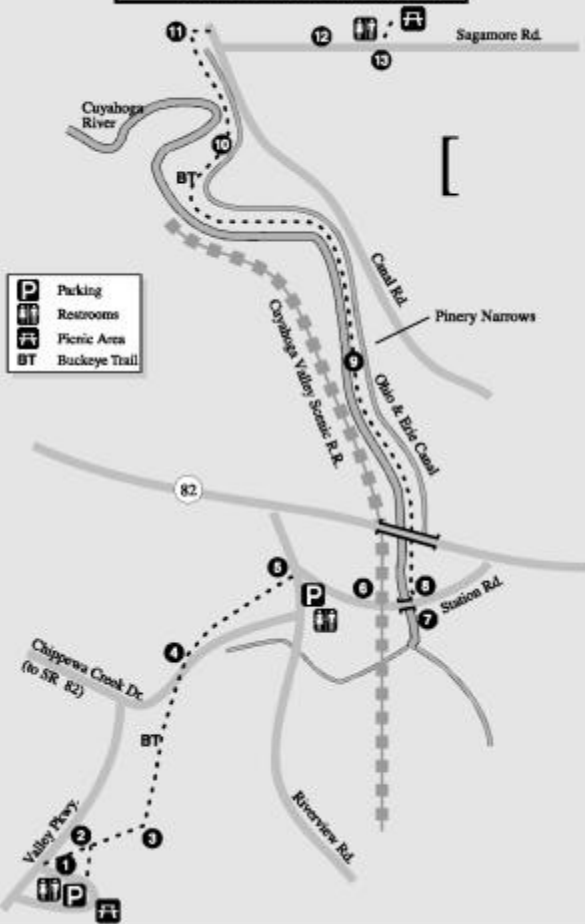 11
12
13
Sagamore Rd.
Cuyahoga
River
10
BT
[
Canal Rd.
P Parking
Restrooms
Picnic Area
BT Buckeye Trail
Pinery Narrows
Cuyahoga Valley Scenic R.R.
9
Ohio & Erie Canal
82
5
6
8
P
Station Rd.
7
4
Chippewa Creek Dr.
(to SR 82)
BT
Riverview Rd.
Valley Pkwy.
2
3
1
P